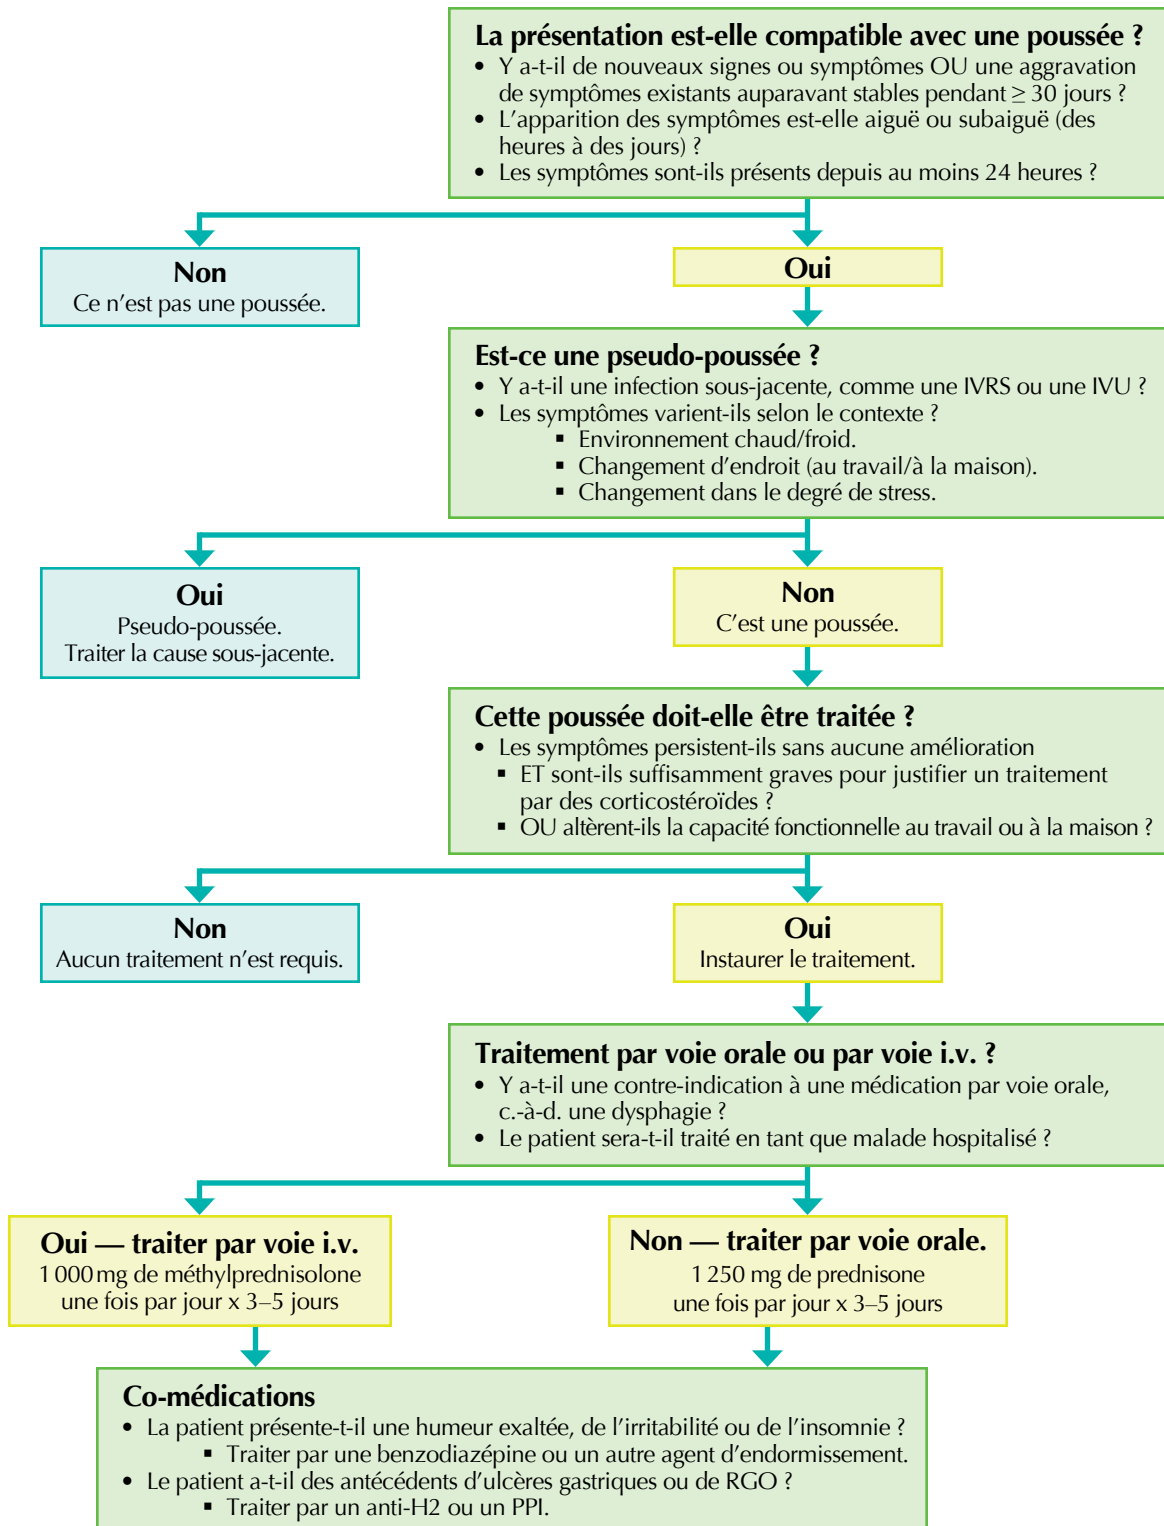 La présentation est-elle compatible avec une poussée ?
• Y a-t-il de nouveaux signes ou symptômes OU une aggravation
de symptômes existants auparavant stables pendant ≥ 30 jours ?
• L’apparition des symptômes est-elle aiguë ou subaiguë (des
heures à des jours) ?
• Les symptômes sont-ils présents depuis au moins 24 heures ?
Non
Ce n’est pas une poussée.
Oui
Est-ce une pseudo-poussée ?
• Y a-t-il une infection sous-jacente, comme une IVRS ou une IVU ?
• Les symptômes varient-ils selon le contexte ?
▪ Environnement chaud/froid.
▪ Changement d’endroit (au travail/à la maison).
▪ Changement dans le degré de stress.
Oui
Pseudo-poussée.
Traiter la cause sous-jacente.
Non
C’est une poussée.
Cette poussée doit-elle être traitée ?
• Les symptômes persistent-ils sans aucune amélioration
▪ ET sont-ils suffisamment graves pour justifier un traitement
par des corticostéroïdes ?
▪ OU altèrent-ils la capacité fonctionnelle au travail ou à la maison ?
Non
Aucun traitement n’est requis.
Oui
Instaurer le traitement.
Traitement par voie orale ou par voie i.v. ?
• Y a-t-il une contre-indication à une médication par voie orale,
c.-à-d. une dysphagie ?
• Le patient sera-t-il traité en tant que malade hospitalisé ?
Oui — traiter par voie i.v.
1 000 mg de méthylprednisolone
une fois par jour x 3–5 jours
Non — traiter par voie orale.
1 250 mg de prednisone
une fois par jour x 3–5 jours
Co-médications
• La patient présente-t-il une humeur exaltée, de l’irritabilité ou de l’insomnie ?
▪ Traiter par une benzodiazépine ou un autre agent d’endormissement.
• Le patient a-t-il des antécédents d’ulcères gastriques ou de RGO ?
▪ Traiter par un anti-H2 ou un PPI.